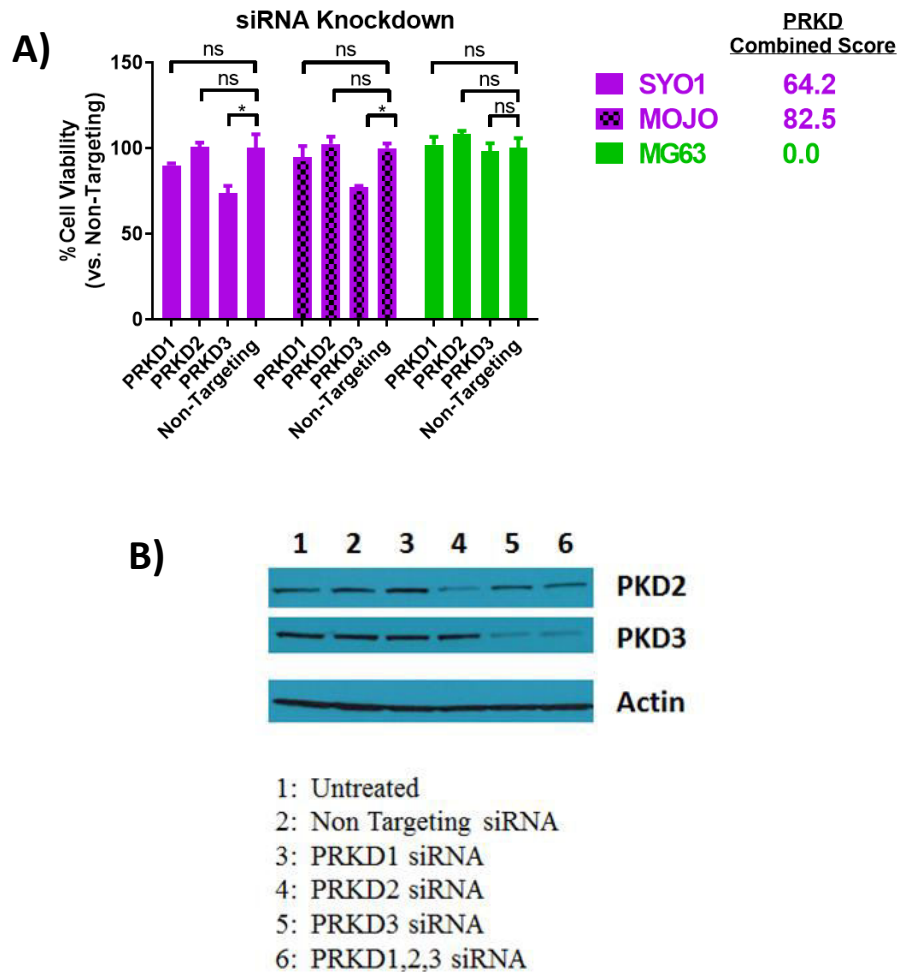 A)
siRNA Knockdown
ns ns ns
ns ns ns
* * ns
150
100
50
0
% Cell Viability
(vs. Non-Targeting)
PRKD1 PRKD2 PRKD3 Non-Targeting PRKD1 PRKD2 PRKD3 Non-Targeting PRKD1 PRKD2 PRKD3 Non-Targeting
PRKD
Combined Score
SYO1 64.2
MOJO 82.5
MG63 0.0
B)
1 2 3 4 5 6
PKD2
PKD3
Actin
1: Untreated
2: Non Targeting siRNA
3: PRKD1 siRNA
4: PRKD2 siRNA
5: PRKD3 siRNA
6: PRKD1,2,3 siRNA